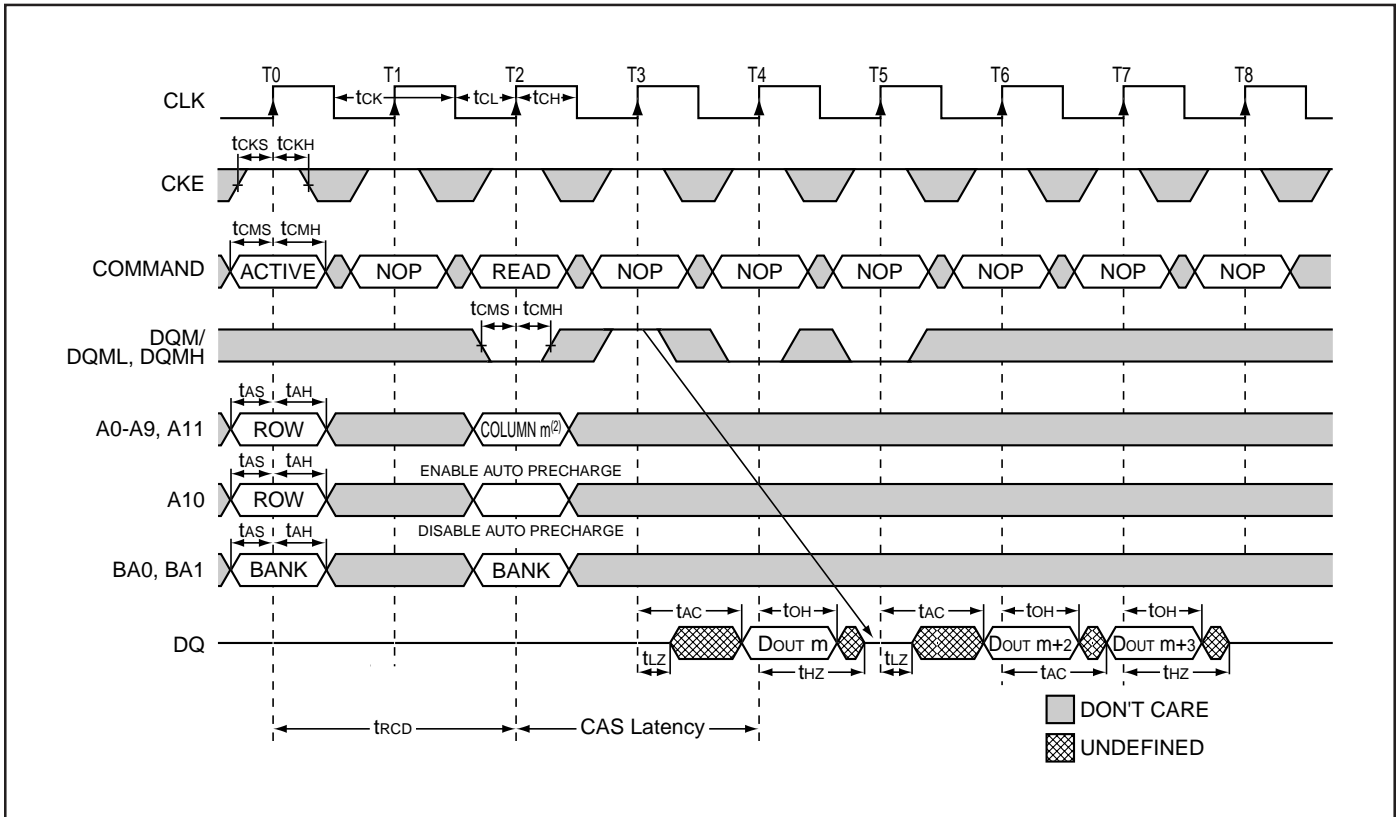 T0 T1 T2 T3 T4 T5 T6 T7 T8
CLK tCK tCL tCH
tCKS tCKH
CKE
tCMS tCMH
COMMAND ACTIVE NOP READ NOP NOP NOP NOP NOP NOP
tCMS tCMH
DQM/
DQML, DQMH
tAS tAH
A0-A9, A11 ROW COLUMN m(2)
tAS tAH ENABLE AUTO PRECHARGE
A10 ROW
tAS tAH DISABLE AUTO PRECHARGE
BA0, BA1 BANK BANK
tAC tOH tAC tOH tOH
DQ DOUT m DOUT m+2 DOUT m+3
tLZ tHZ tLZ tAC tHZ
DON'T CARE
tRCD CAS Latency
UNDEFINED